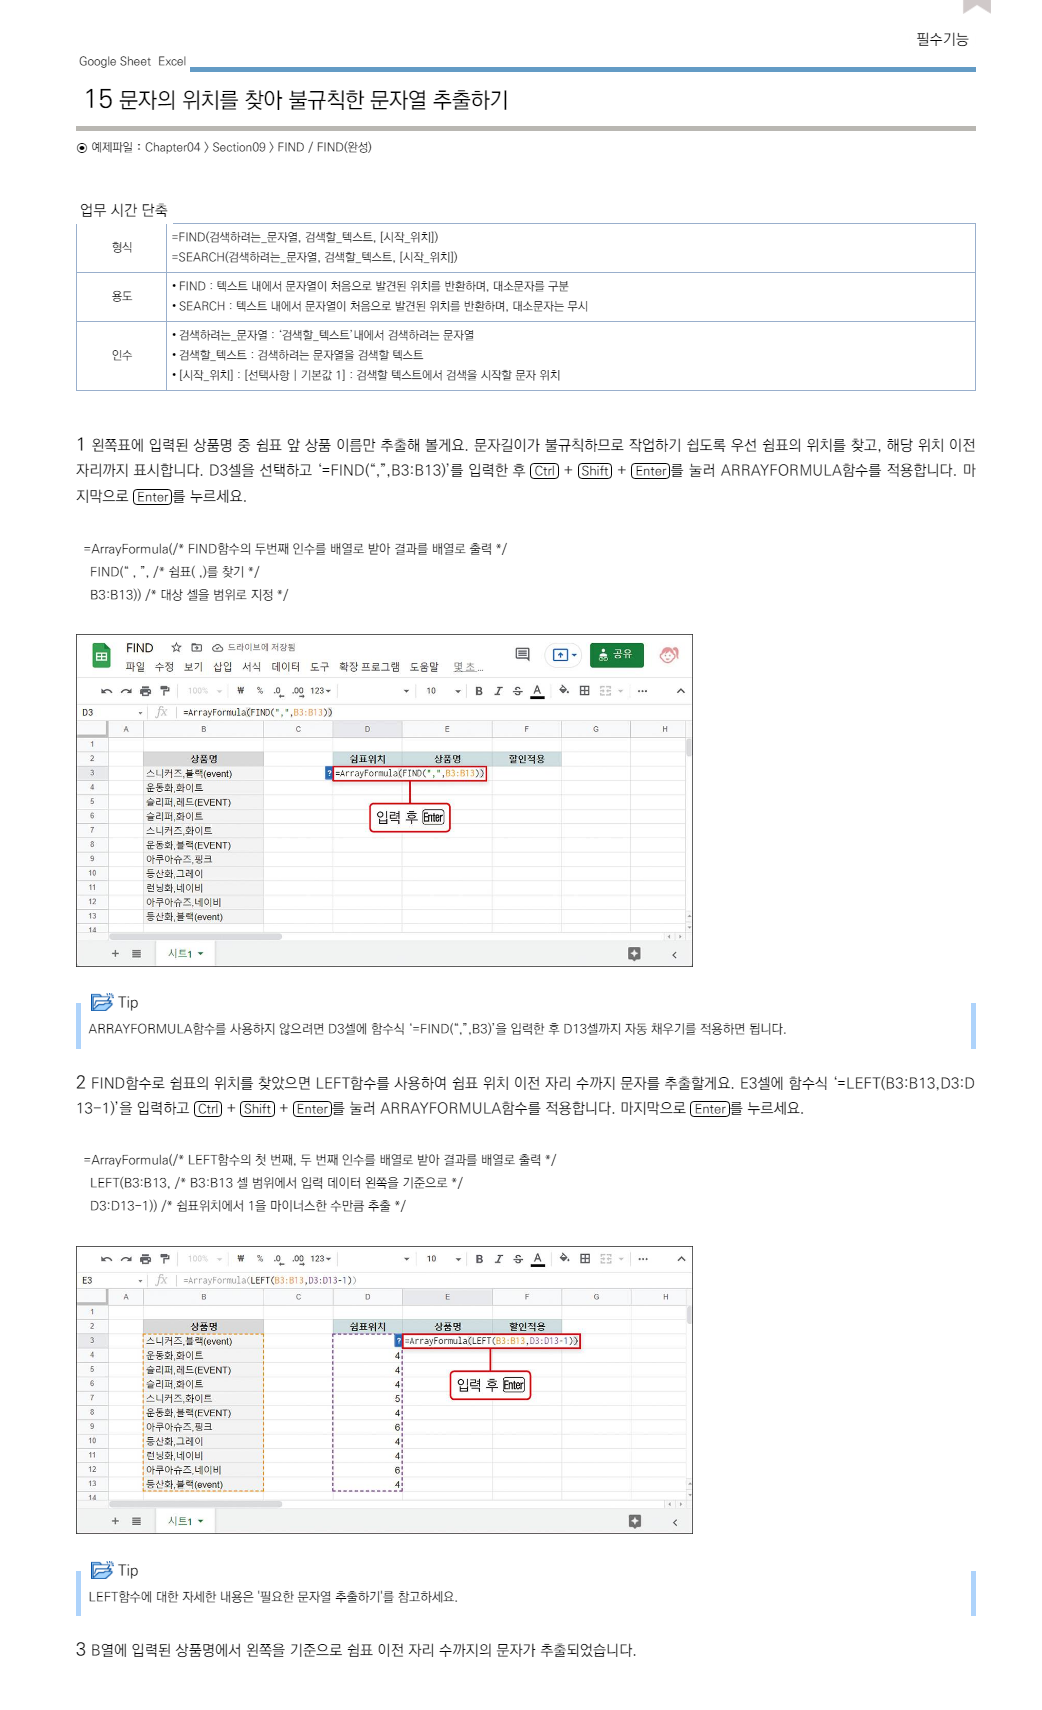 필수기능
Google Sheet Excel
15 문자의 위치를 찾아 불규칙한 문자열 추출하기
예제파일 : Chapter04 > Section09 > FIND / FIND(완성)
업무 시간 단축
형식
=FIND(검색하려는_문자열, 검색할_텍스트, [시작_위치])
=SEARCH(검색하려는_문자열, 검색할_텍스트, [시작_위치])
용도
• FIND : 텍스트 내에서 문자열이 처음으로 발견된 위치를 반환하며, 대소문자를 구분
• SEARCH : 텍스트 내에서 문자열이 처음으로 발견된 위치를 반환하며, 대소문자는 무시
인수
• 검색하려는_문자열 : ‘검색할_텍스트’내에서 검색하려는 문자열
• 검색할_텍스트 : 검색하려는 문자열을 검색할 텍스트
• [시작_위치] : [선택사항 | 기본값 1] : 검색할 텍스트에서 검색을 시작할 문자 위치
1 왼쪽표에 입력된 상품명 중 쉼표 앞 상품 이름만 추출해 볼게요. 문자길이가 불규칙하므로 작업하기 쉽도록 우선 쉼표의 위치를 찾고, 해당 위치 이전
자리까지 표시합니다. D3셀을 선택하고 ‘=FIND(“,”,B3:B13)’를 입력한 후 Ctrl + Shift + Enter를 눌러 ARRAYFORMULA함수를 적용합니다. 마
지막으로 Enter를 누르세요.
=ArrayFormula(/* FIND함수의 두번째 인수를 배열로 받아 결과를 배열로 출력 */
FIND(“ , ”, /* 쉼표( ,)를 찾기 */
B3:B13)) /* 대상 셀을 범위로 지정 */
FIND 드라이브에 저장됨
파일 수정 보기 삽입 서식 데이터 도구 확장 프로그램 도움말 몇 초 ...
공유
100% ₩ % .0 .00 123 10 B I S A ...
D3 fx =ArrayFormula(FIND(",",B3:B13))
A B C D E F G H
1
2 상품명 쉼표위치 상품명 할인적용
3 스니커즈,블랙(event) ? =ArrayFormula(FIND(",",B3:B13))
4 운동화,화이트
5 슬리퍼,레드(EVENT)
6 슬리퍼,화이트
입력 후 Enter
7 스니커즈,화이트
8 운동화,블랙(EVENT)
9 아쿠아슈즈,핑크
10 등산화,그레이
11 런닝화,네이비
12 아쿠아슈즈,네이비
13 등산화,블랙(event)
14
+ 시트1
Tip
ARRAYFORMULA함수를 사용하지 않으려면 D3셀에 함수식 ‘=FIND(“,”,B3)’을 입력한 후 D13셀까지 자동 채우기를 적용하면 됩니다.
2 FIND함수로 쉼표의 위치를 찾았으면 LEFT함수를 사용하여 쉼표 위치 이전 자리 수까지 문자를 추출할게요. E3셀에 함수식 ‘=LEFT(B3:B13,D3:D
13-1)’을 입력하고 Ctrl + Shift + Enter를 눌러 ARRAYFORMULA함수를 적용합니다. 마지막으로 Enter를 누르세요.
=ArrayFormula(/* LEFT함수의 첫 번째, 두 번째 인수를 배열로 받아 결과를 배열로 출력 */
LEFT(B3:B13, /* B3:B13 셀 범위에서 입력 데이터 왼쪽을 기준으로 */
D3:D13-1)) /* 쉼표위치에서 1을 마이너스한 수만큼 추출 */
100% ₩ % .0 .00 123 10 B I S A ...
E3 fx =ArrayFormula(LEFT(B3:B13,D3:D13-1))
A B C D E F G H
1
2 상품명 쉼표위치 상품명 할인적용
3 스니커즈,블랙(event) ? =ArrayFormula(LEFT(B3:B13,D3:D13-1))
4 운동화,화이트 4
5 슬리퍼,레드(EVENT) 4
6 슬리퍼,화이트 4
입력 후 Enter
7 스니커즈,화이트 5
8 운동화,블랙(EVENT) 4
9 아쿠아슈즈,핑크 6
10 등산화,그레이 4
11 런닝화,네이비 4
12 아쿠아슈즈,네이비 6
13 등산화,블랙(event) 4
14
+ 시트1
Tip
LEFT함수에 대한 자세한 내용은 '필요한 문자열 추출하기'를 참고하세요.
3 B열에 입력된 상품명에서 왼쪽을 기준으로 쉼표 이전 자리 수까지의 문자가 추출되었습니다.